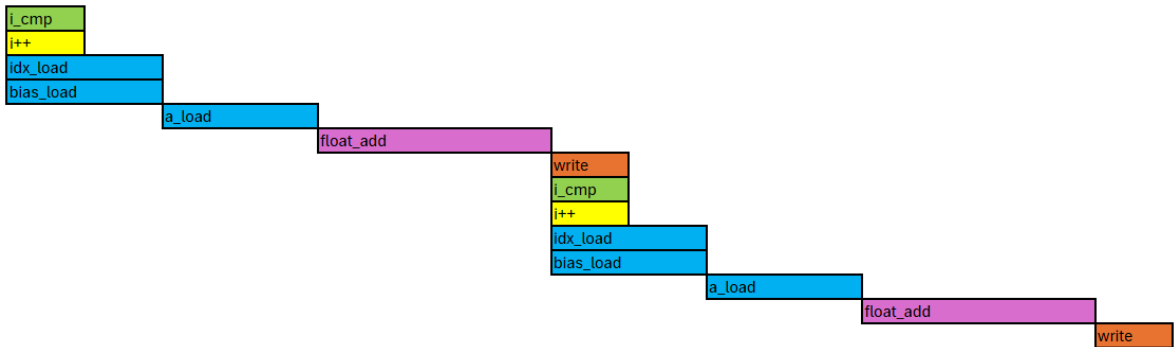 i_cmp
i++
idx_load
bias_load
a_load
float_add
write
i_cmp
i++
idx_load
bias_load
a_load
float_add
write